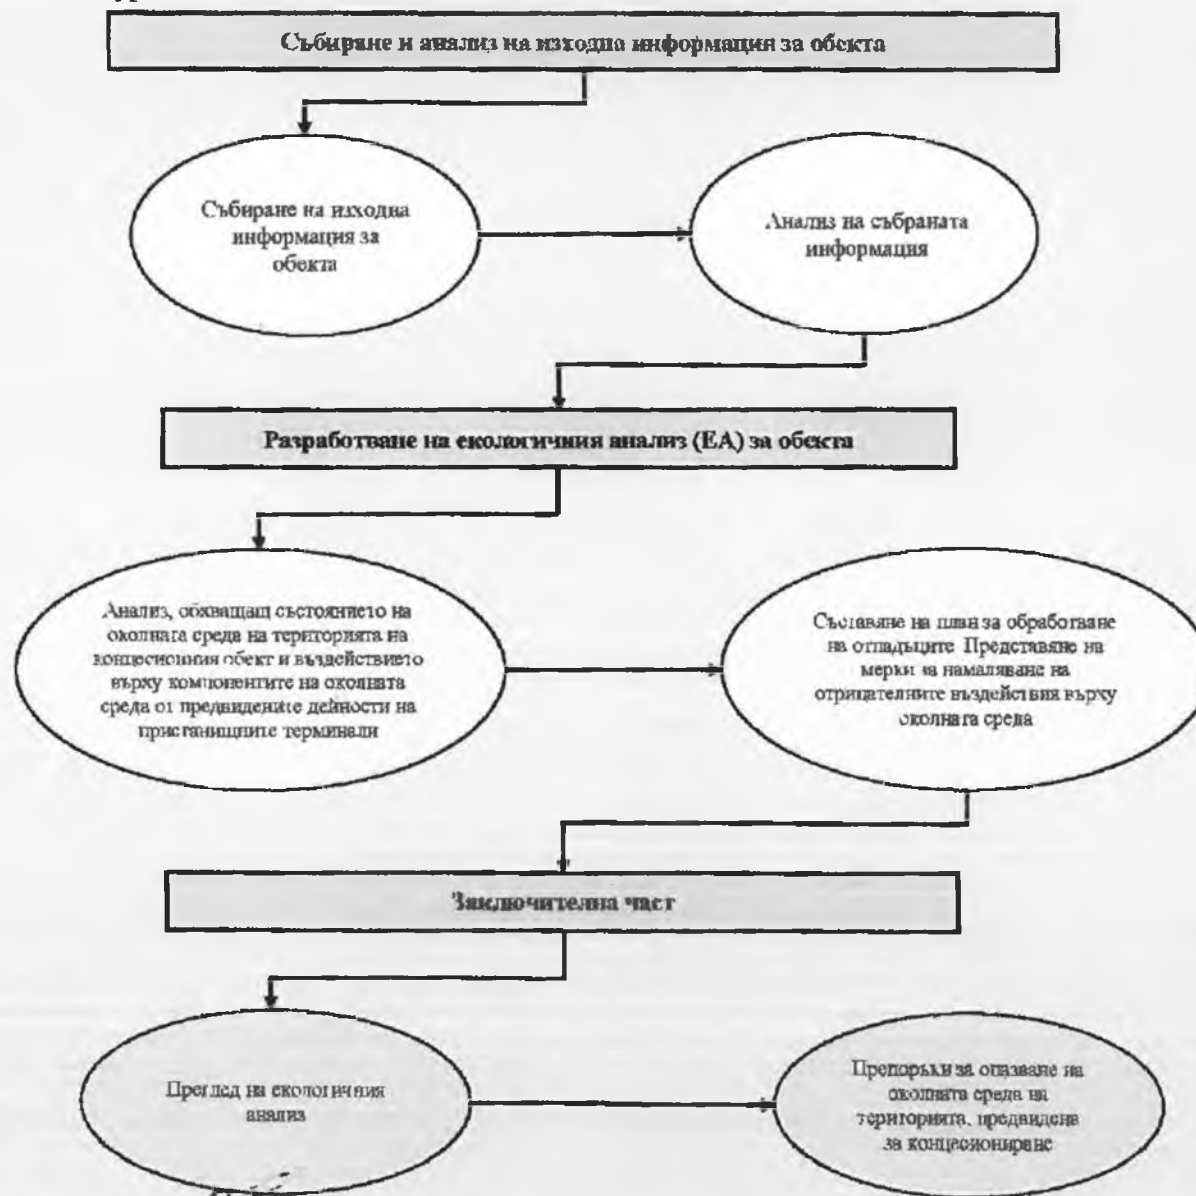 Събиране и анализ на изходна информация за обекта
Събиране на изходна
информация за
обекта
Анализ на събраната
информация
Разработване на екологичния анализ (ЕА) за обекта
Анализ, обхващащ състоянието на
околната среда на територията на
концесионния обект и въздействието
върху компонентите на околната
среда от предвидените дейности на
пристанищните терминали
Съставяне на план за обработване
на отпадъците. Представяне на
мерки за намаляване на
отрицателните въздействия върху
околната среда
Заключителна част
Преглед на екологичния
анализ
Препоръки за опазване на
околната среда на
територията, предвидена
за концесиониране